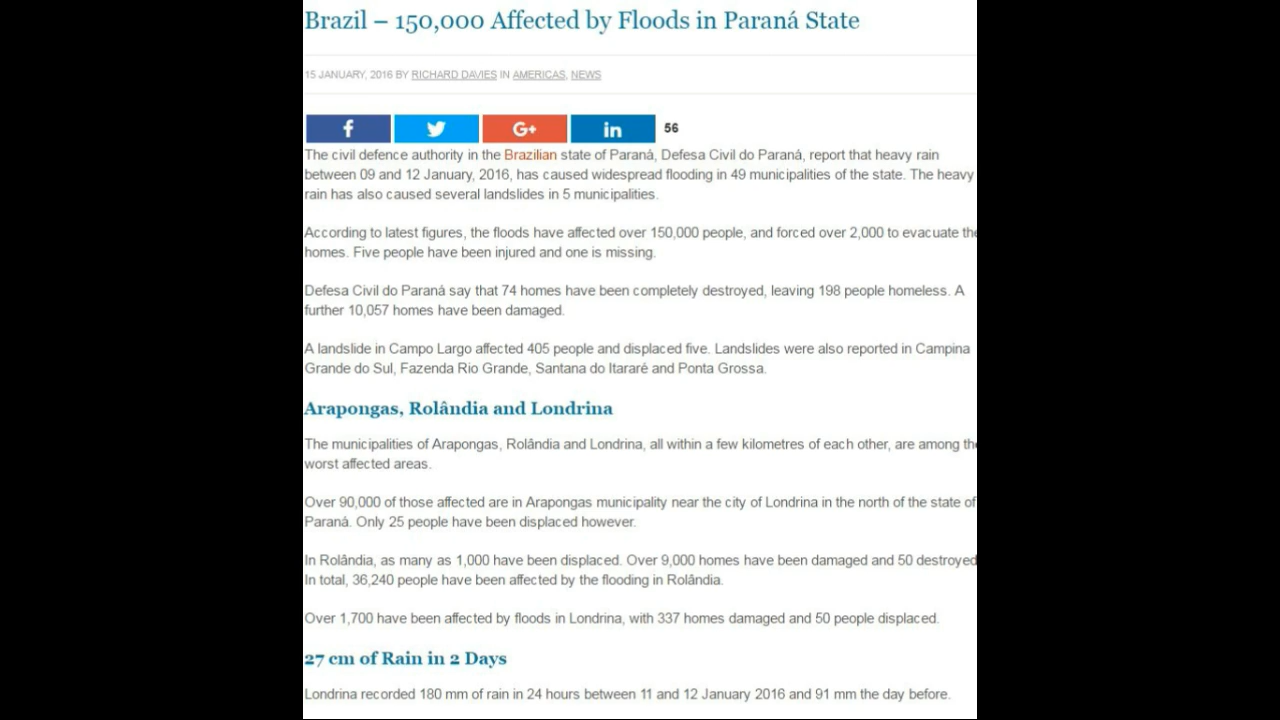 Brazil – 150,000 Affected by Floods in Paraná State
15 JANUARY, 2016 BY RICHARD DAVIES IN AMERICAS, NEWS
f G+ in 56
The civil defence authority in the Brazilian state of Paraná, Defesa Civil do Paraná, report that heavy rain
between 09 and 12 January, 2016, has caused widespread flooding in 49 municipalities of the state. The heavy
rain has also caused several landslides in 5 municipalities.
According to latest figures, the floods have affected over 150,000 people, and forced over 2,000 to evacuate the
homes. Five people have been injured and one is missing.
Defesa Civil do Paraná say that 74 homes have been completely destroyed, leaving 198 people homeless. A
further 10,057 homes have been damaged.
A landslide in Campo Largo affected 405 people and displaced five. Landslides were also reported in Campina
Grande do Sul, Fazenda Rio Grande, Santana do Itararé and Ponta Grossa.
Arapongas, Rolândia and Londrina
The municipalities of Arapongas, Rolândia and Londrina, all within a few kilometres of each other, are among the
worst affected areas.
Over 90,000 of those affected are in Arapongas municipality near the city of Londrina in the north of the state of
Paraná. Only 25 people have been displaced however.
In Rolândia, as many as 1,000 have been displaced. Over 9,000 homes have been damaged and 50 destroyed
In total, 36,240 people have been affected by the flooding in Rolândia.
Over 1,700 have been affected by floods in Londrina, with 337 homes damaged and 50 people displaced.
27 cm of Rain in 2 Days
Londrina recorded 180 mm of rain in 24 hours between 11 and 12 January 2016 and 91 mm the day before.